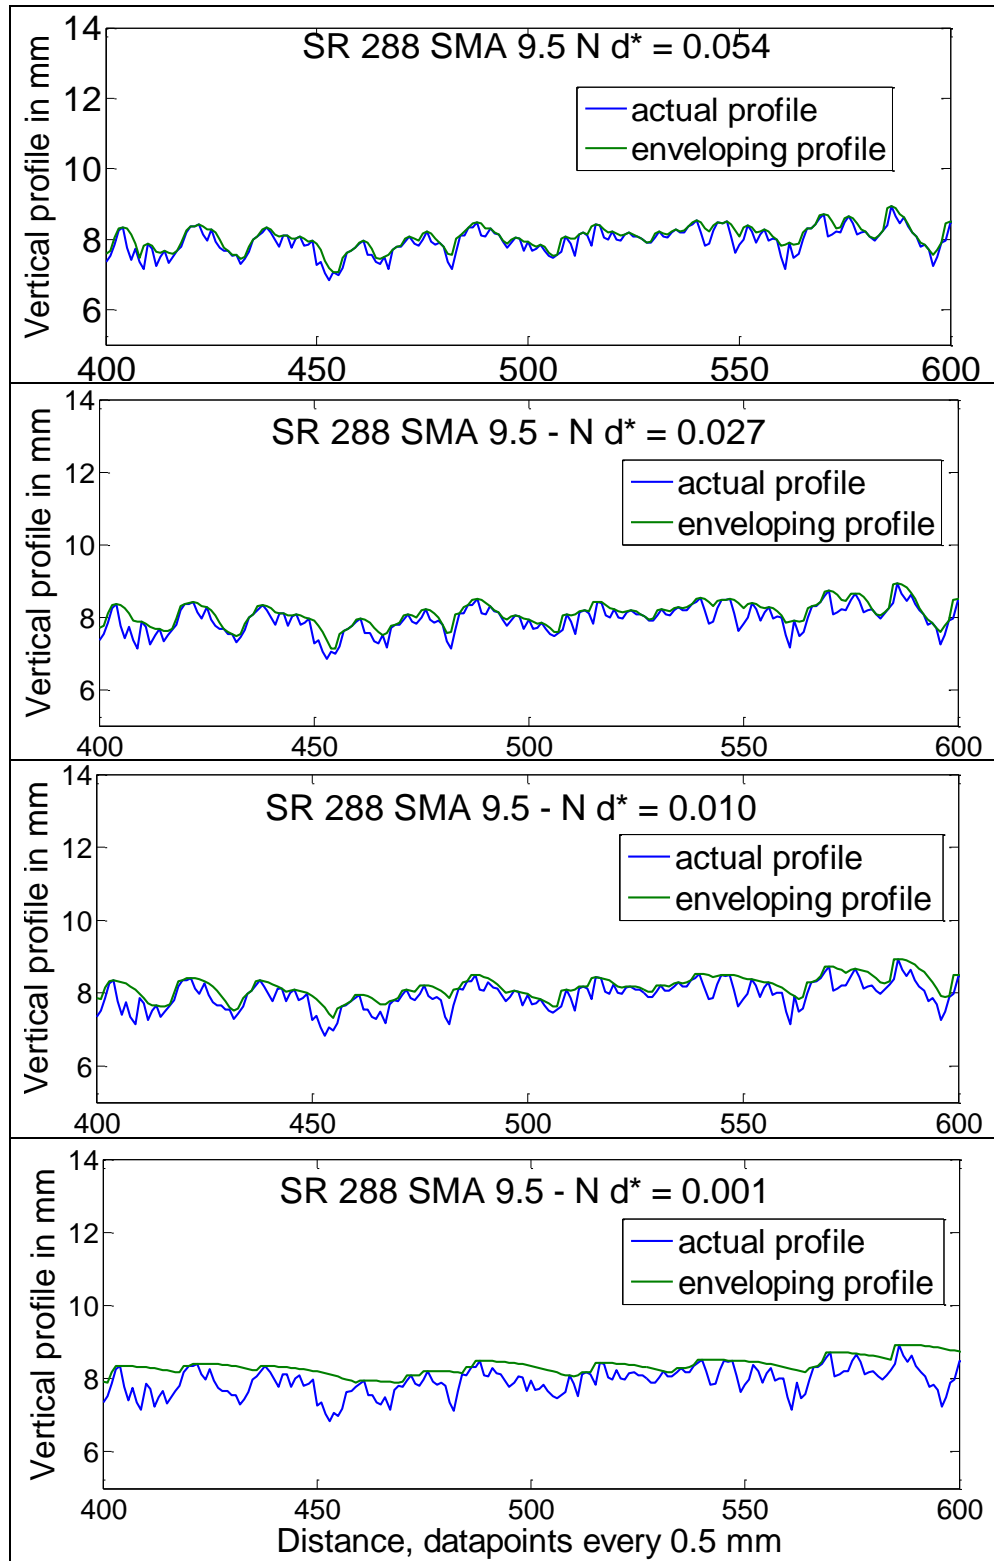 SR 288 SMA 9.5 N d* = 0.054
actual profile
enveloping profile
Vertical profile in mm
14
12
10
8
6
400 450 500 550 600
SR 288 SMA 9.5 - N d* = 0.027
actual profile
enveloping profile
Vertical profile in mm
14
12
10
8
6
400 450 500 550 600
SR 288 SMA 9.5 - N d* = 0.010
actual profile
enveloping profile
Vertical profile in mm
14
12
10
8
6
400 450 500 550 600
SR 288 SMA 9.5 - N d* = 0.001
actual profile
enveloping profile
Vertical profile in mm
14
12
10
8
6
400 450 500 550 600
Distance, datapoints every 0.5 mm